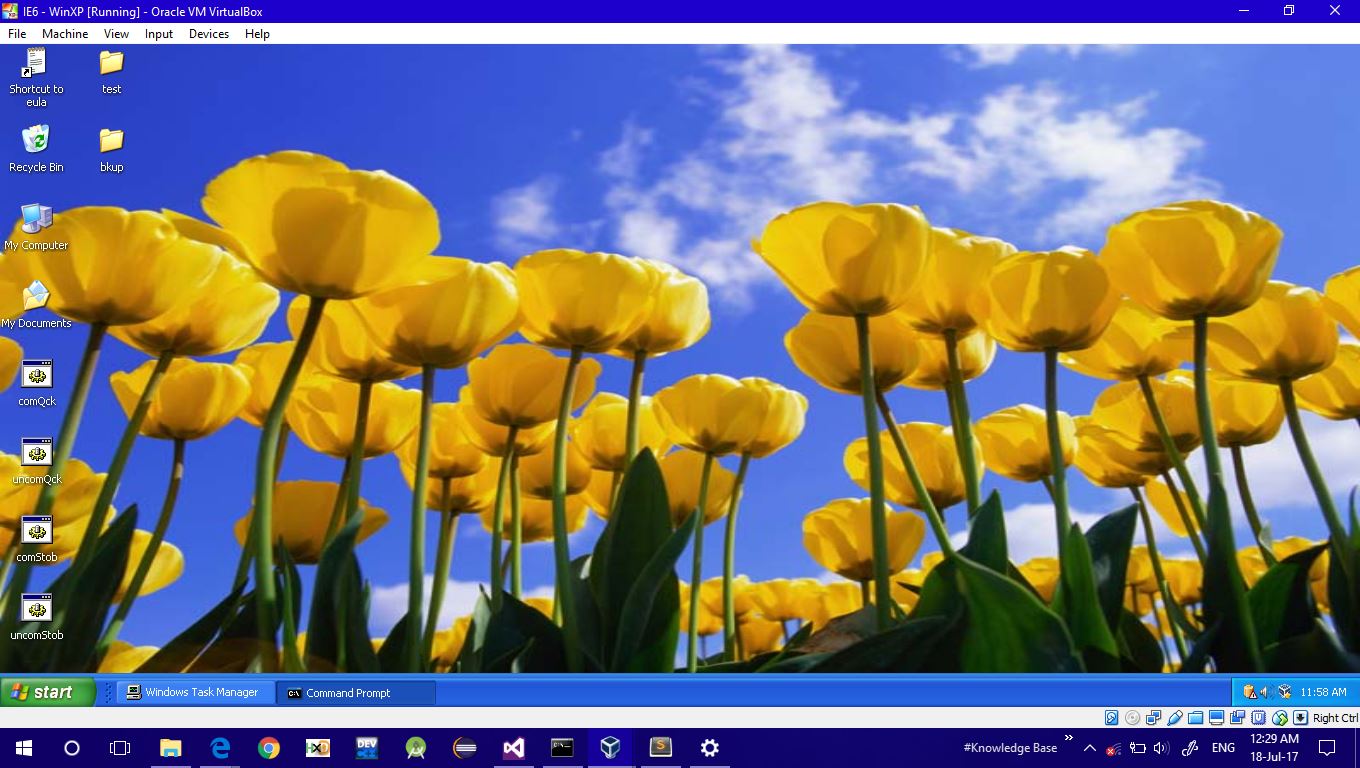 IE6 - WinXP [Running] - Oracle VM VirtualBox
File Machine View Input Devices Help
Shortcut to
eula
test
Recycle Bin
bkup
My Computer
My Documents
comQck
uncomQck
comStob
uncomStob
start
Windows Task Manager
C:\ Command Prompt
11:58 AM
Right Ctrl
HXD
DEV
C:\
S
#Knowledge Base
ENG
12:29 AM
18-Jul-17